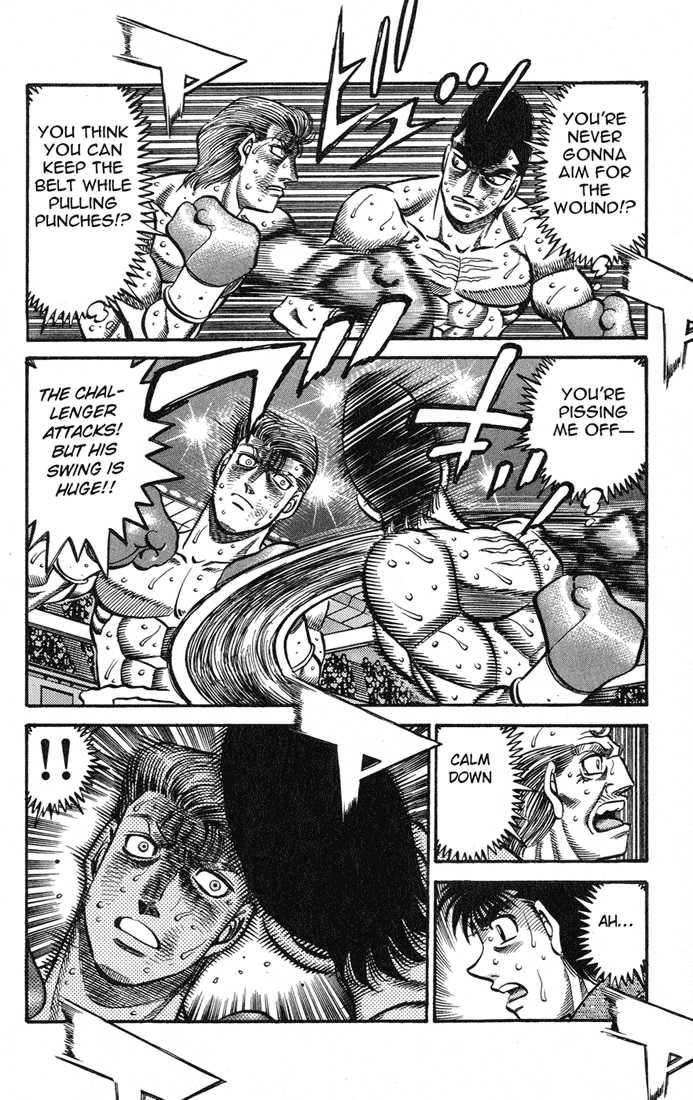 YOU'RE
NEVER
GONNA
AIM FOR
THE
WOUND!?
YOU THINK
YOU CAN
KEEP THE
BELT WHILE
PULLING
PUNCHES!?
YOU'RE
PISSING
ME OFF—
THE CHAL-
LENGER
ATTACKS!
BUT HIS
SWING IS
HUGE!!
CALM
DOWN
AH...
!!